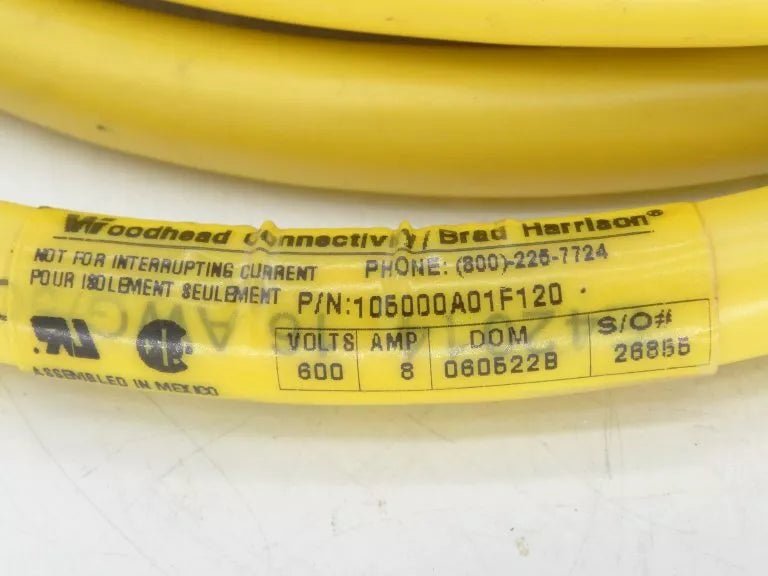 Woodhead Connectivity / Brad Harrison®
NOT FOR INTERRUPTING CURRENT PHONE: (800)-225-7724
POUR ISOLEMENT SEULEMENT P/N:105000A01F120
VOLTS AMP DOM S/O#
600 8 060522B 26855
ASSEMBLED IN MEXICO